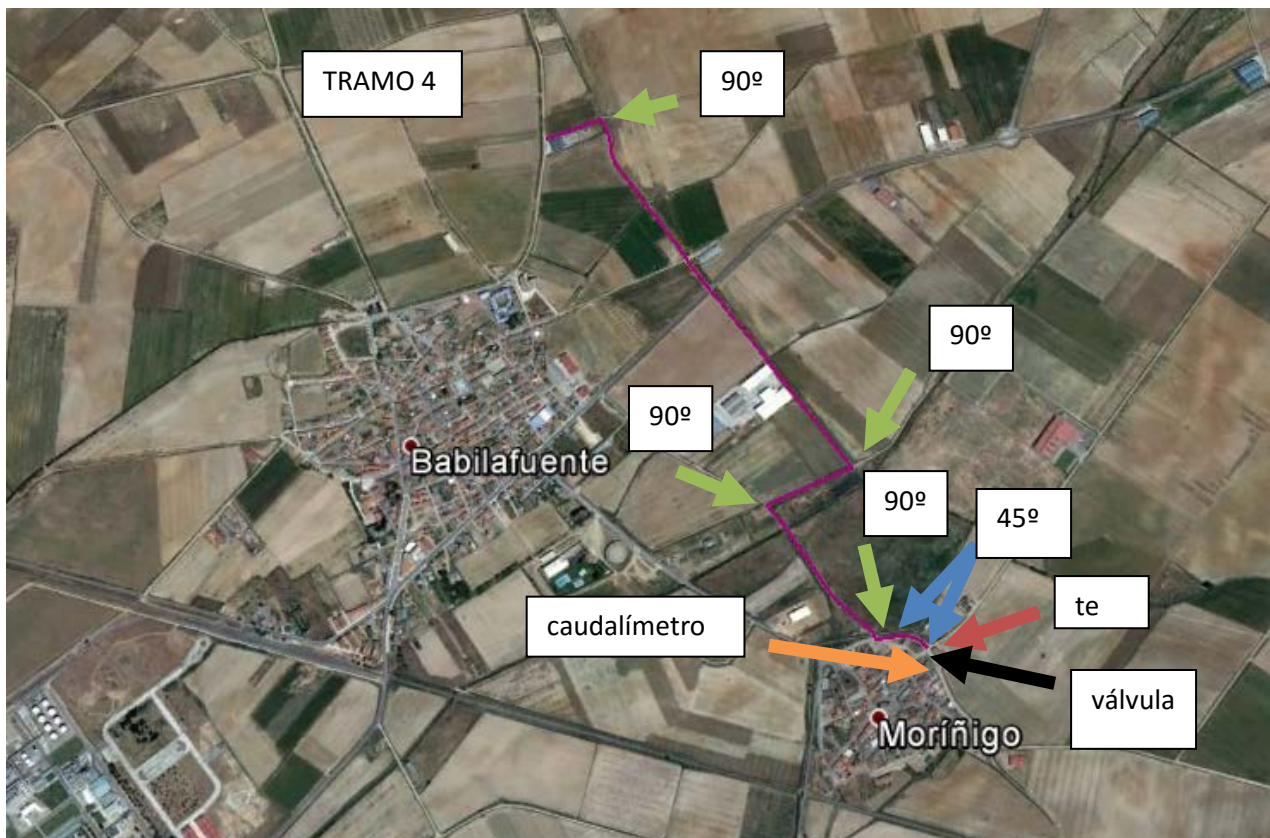 TRAMO 4
90º
90º
90º
Babilafuente
90º
45º
caudalímetro
te
válvula
Moríñigo